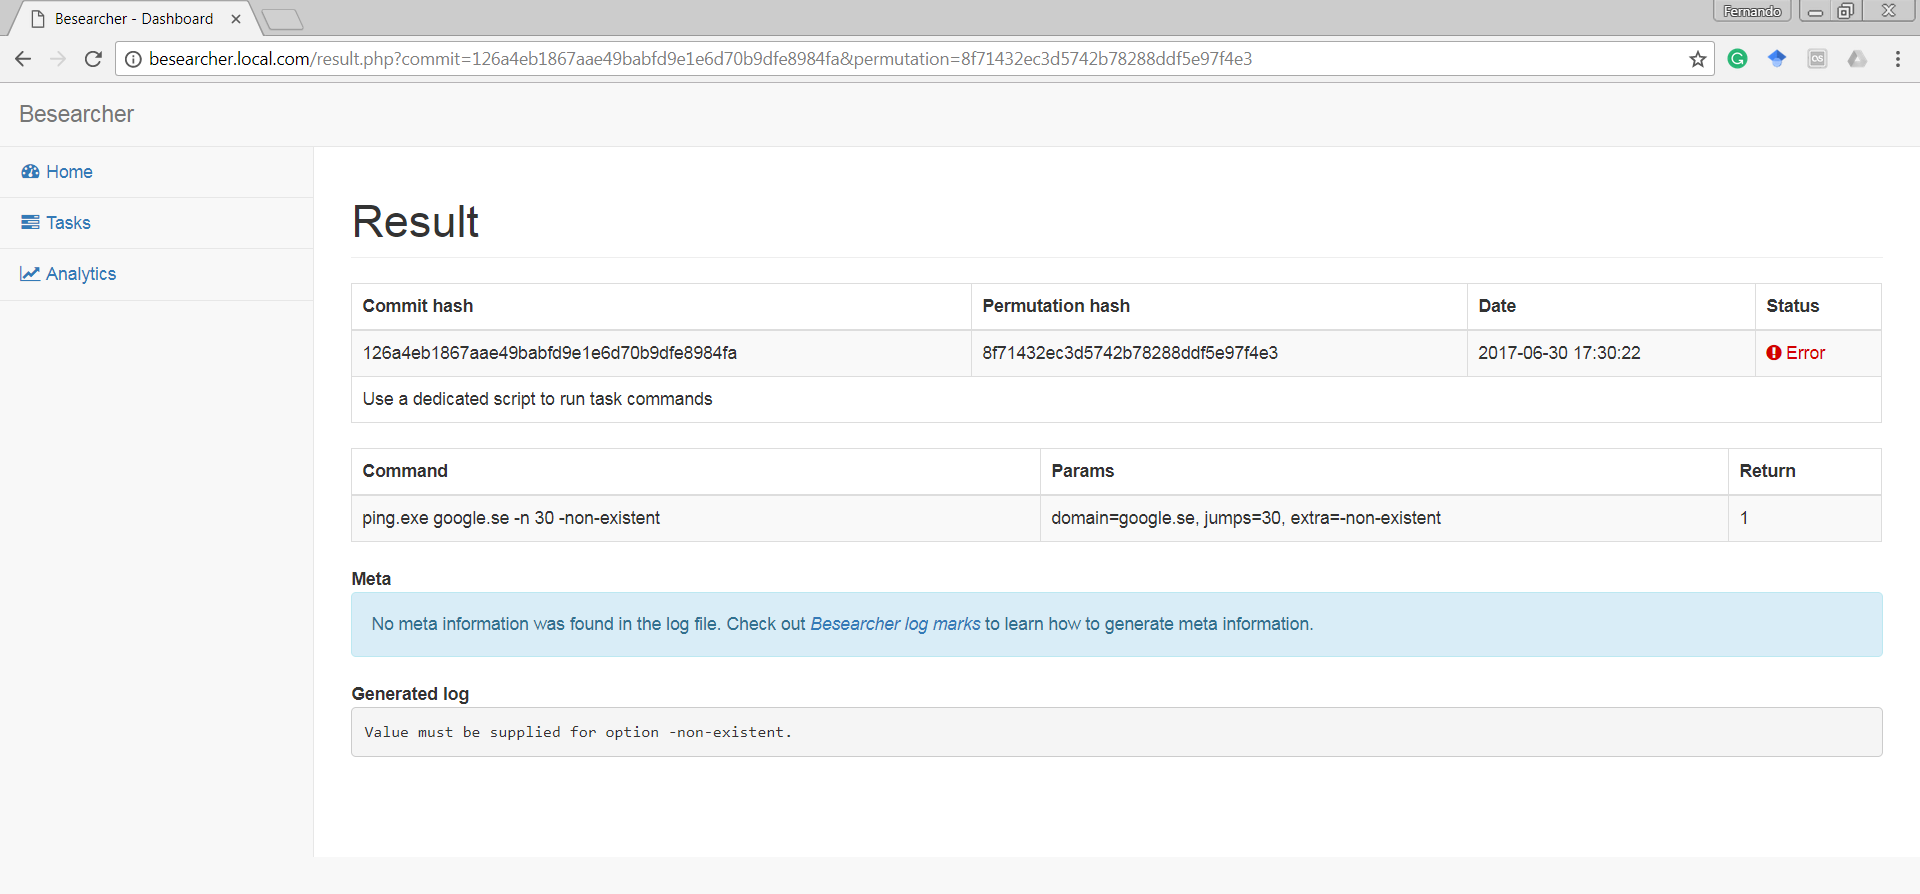 Besearcher - Dashboard
Fernando
besearcher.local.com/result.php?commit=126a4eb1867aae49babfd9e1e6d70b9dfe8984fa&permutation=8f71432ec3d5742b78288ddf5e97f4e3
Besearcher
Home
Tasks
Analytics
Result
Commit hash Permutation hash Date Status
126a4eb1867aae49babfd9e1e6d70b9dfe8984fa 8f71432ec3d5742b78288ddf5e97f4e3 2017-06-30 17:30:22 Error
Use a dedicated script to run task commands
Command Params Return
ping.exe google.se -n 30 -non-existent domain=google.se, jumps=30, extra=-non-existent 1
Meta
No meta information was found in the log file. Check out Besearcher log marks to learn how to generate meta information.
Generated log
Value must be supplied for option -non-existent.